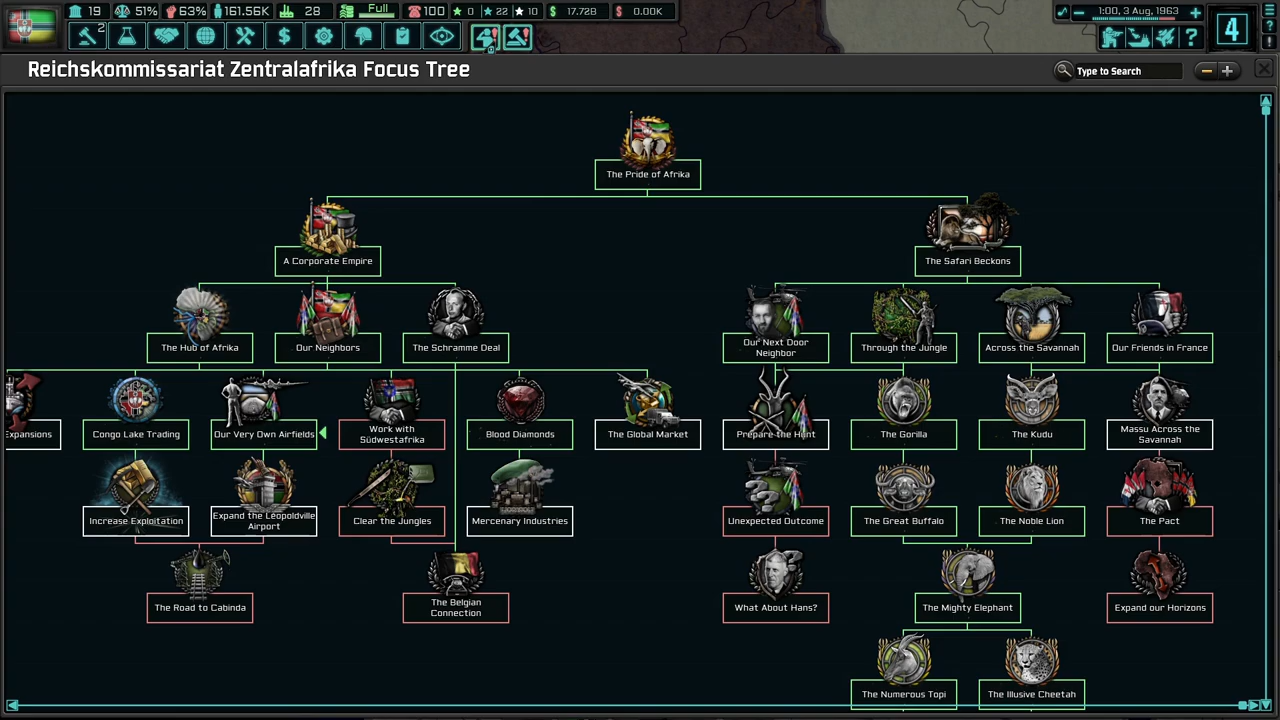 19 51% 63% 161.56K 28 Full 100 0 22 10 $ 17.72B $ 0.00K 1:00, 3 Aug, 1963
2
4
Reichskommissariat Zentralafrika Focus Tree
Type to Search
The Pride of Afrika
A Corporate Empire
The Safari Beckons
The Hub of Afrika
Our Neighbors
The Schramme Deal
Our Next Door
Neighbor
Through the Jungle
Across the Savannah
Our Friends in France
Expansions
Congo Lake Trading
Our Very Own Airfields
Work with
Südwestafrika
Blood Diamonds
The Global Market
Prepare the Hunt
The Gorilla
The Kudu
Massu Across the
Savannah
Increase Exploitation
Expand the Léopoldville
Airport
Clear the Jungles
Mercenary Industries
Unexpected Outcome
The Great Buffalo
The Noble Lion
The Pact
The Road to Cabinda
The Belgian
Connection
What About Hans?
The Mighty Elephant
Expand our Horizons
The Numerous Topi
The Illusive Cheetah